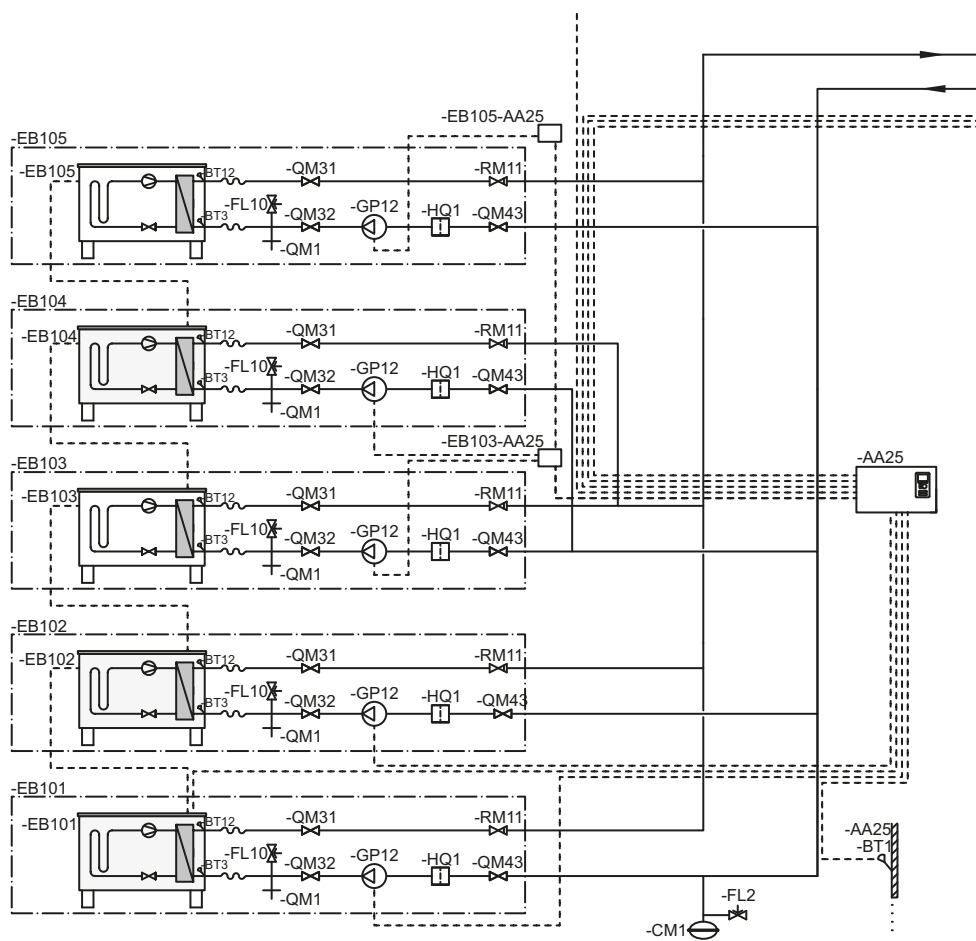 -EB105-AA25
-EB105
-EB105
-BT12
-QM31
-RM11
-BT3
-FL10
-QM32
-GP12
-HQ1
-QM43
-QM1
-EB104
-EB104
-BT12
-QM31
-RM11
-BT3
-FL10
-QM32
-GP12
-HQ1
-QM43
-QM1
-EB103-AA25
-AA25
-EB103
-EB103
-BT12
-QM31
-RM11
-BT3
-FL10
-QM32
-GP12
-HQ1
-QM43
-QM1
-EB102
-EB102
-BT12
-QM31
-RM11
-BT3
-FL10
-QM32
-GP12
-HQ1
-QM43
-QM1
-EB101
-EB101
-BT12
-QM31
-RM11
-BT3
-FL10
-QM32
-GP12
-HQ1
-QM43
-QM1
-AA25
-BT1
-FL2
-CM1